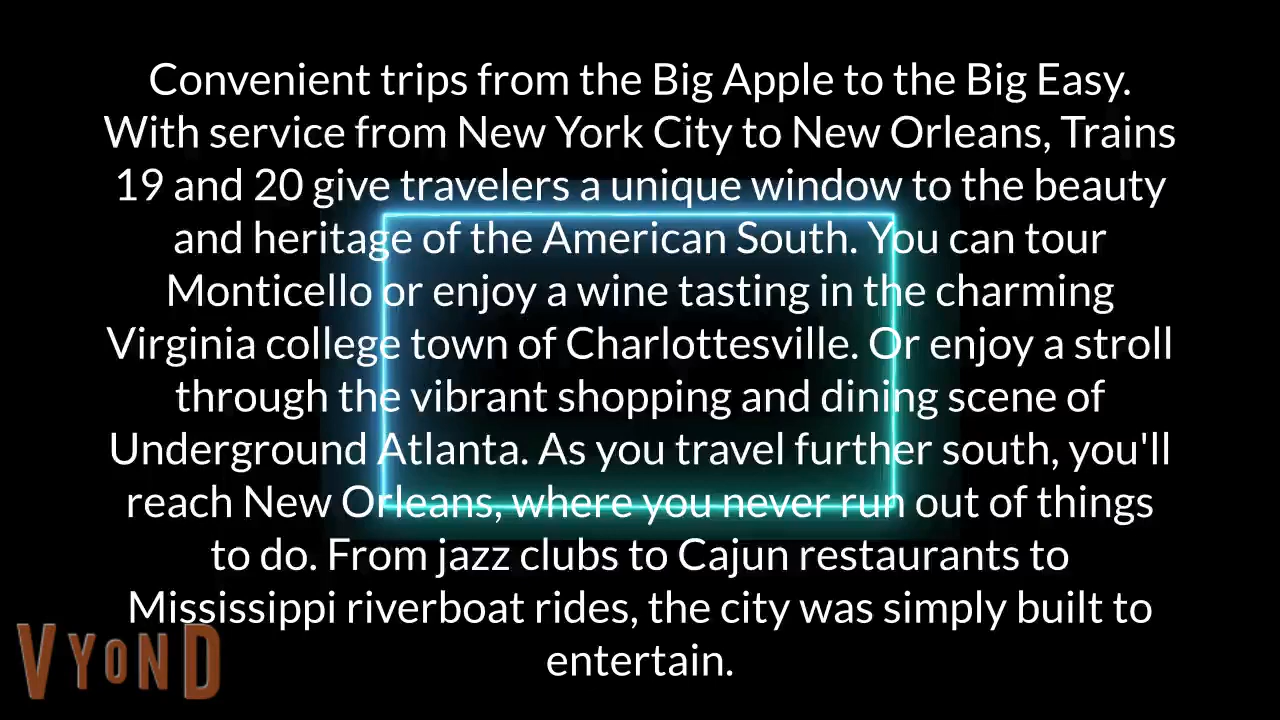 Convenient trips from the Big Apple to the Big Easy.
With service from New York City to New Orleans, Trains
19 and 20 give travelers a unique window to the beauty
and heritage of the American South. You can tour
Monticello or enjoy a wine tasting in the charming
Virginia college town of Charlottesville. Or enjoy a stroll
through the vibrant shopping and dining scene of
Underground Atlanta. As you travel further south, you'll
reach New Orleans, where you never run out of things
to do. From jazz clubs to Cajun restaurants to
Mississippi riverboat rides, the city was simply built to
entertain.
VYOND